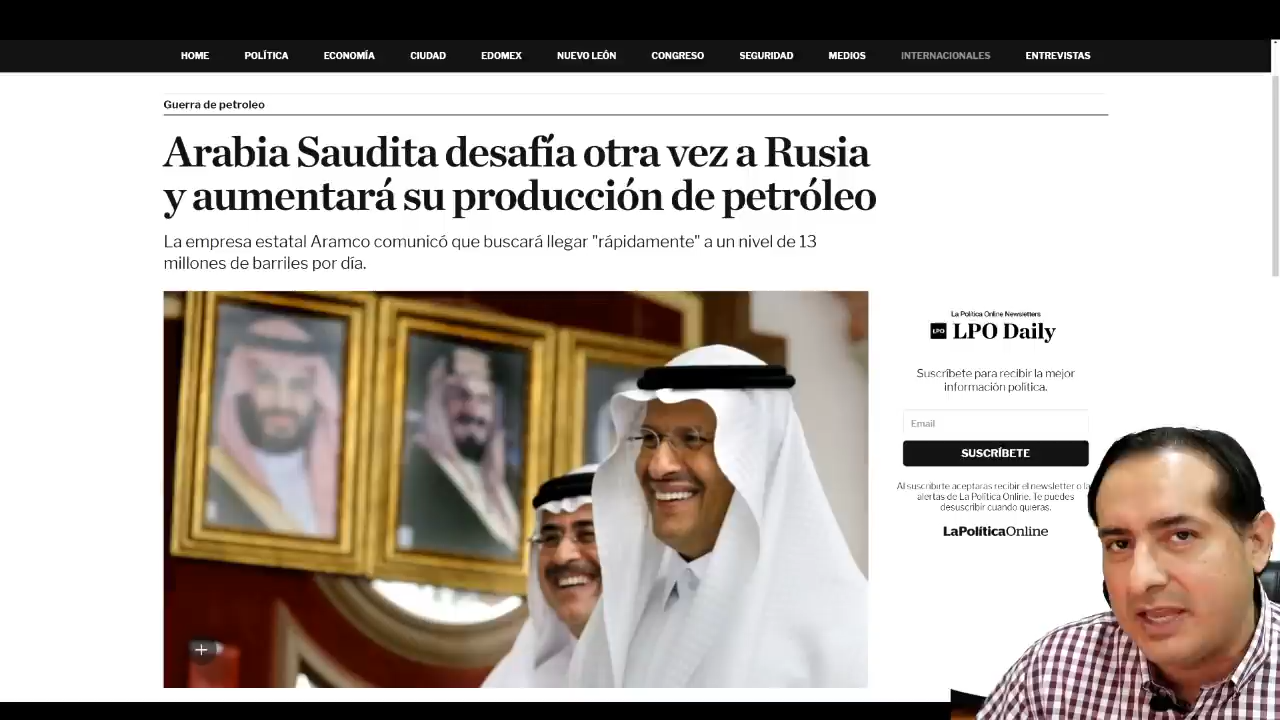 HOME POLÍTICA ECONOMÍA CIUDAD EDOMEX NUEVO LEÓN CONGRESO SEGURIDAD MEDIOS INTERNACIONALES ENTREVISTAS
Guerra de petroleo
Arabia Saudita desafía otra vez a Rusia
y aumentará su producción de petróleo
La empresa estatal Aramco comunicó que buscará llegar "rápidamente" a un nivel de 13
millones de barriles por día.
La Política Online Newsletters
LPO LPO Daily
Suscríbete para recibir la mejor
información política.
Email
SUSCRÍBETE
Al suscribirte aceptaras recibir el newsletter o
alertas de La Política Online. Te puedes
desuscribir cuando quieras.
LaPolíticaOnline